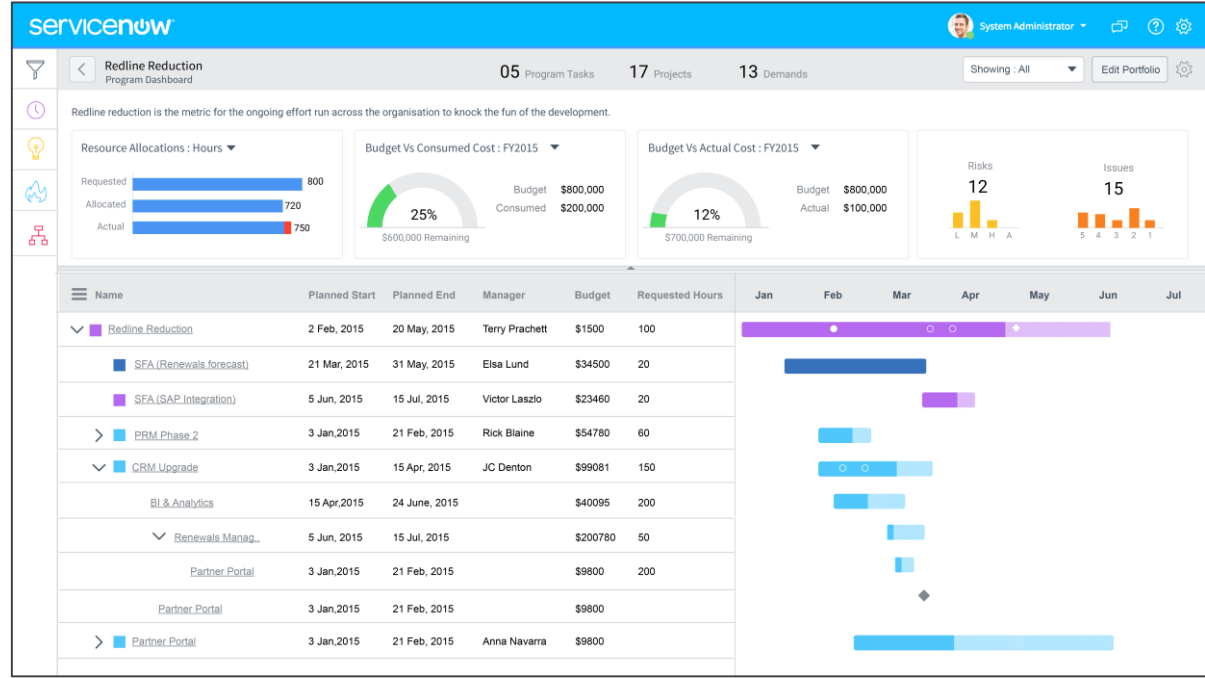 servicenow
System Administrator
Redline Reduction
Program Dashboard
05 Program Tasks
17 Projects
13 Demands
Showing : All
Edit Portfolio
Redline reduction is the metric for the ongoing effort run across the organisation to knock the fun of the development.
Resource Allocations : Hours
Requested 800
Allocated 720
Actual 750
Budget Vs Consumed Cost : FY2015
25%
$600,000 Remaining
Budget $800,000
Consumed $200,000
Budget Vs Actual Cost : FY2015
12%
$700,000 Remaining
Budget $800,000
Actual $100,000
Risks
12
L M H A
Issues
15
5 4 3 2 1
Name Planned Start Planned End Manager Budget Requested Hours Jan Feb Mar Apr May Jun Jul
Redline Reduction 2 Feb, 2015 20 May, 2015 Terry Prachett $1500 100
SFA (Renewals forecast) 21 Mar, 2015 31 May, 2015 Elsa Lund $34500 20
SFA (SAP Integration) 5 Jun, 2015 15 Jul, 2015 Victor Laszlo $23460 20
PRM Phase 2 3 Jan,2015 21 Feb, 2015 Rick Blaine $54780 60
CRM Upgrade 3 Jan,2015 15 Apr, 2015 JC Denton $99081 150
BI & Analytics 15 Apr,2015 24 June, 2015 $40095 200
Renewals Manag.. 5 Jun, 2015 15 Jul, 2015 $200780 50
Partner Portal 3 Jan,2015 21 Feb, 2015 $9800 200
Partner Portal 3 Jan,2015 21 Feb, 2015 $9800
Partner Portal 3 Jan,2015 21 Feb, 2015 Anna Navarra $9800